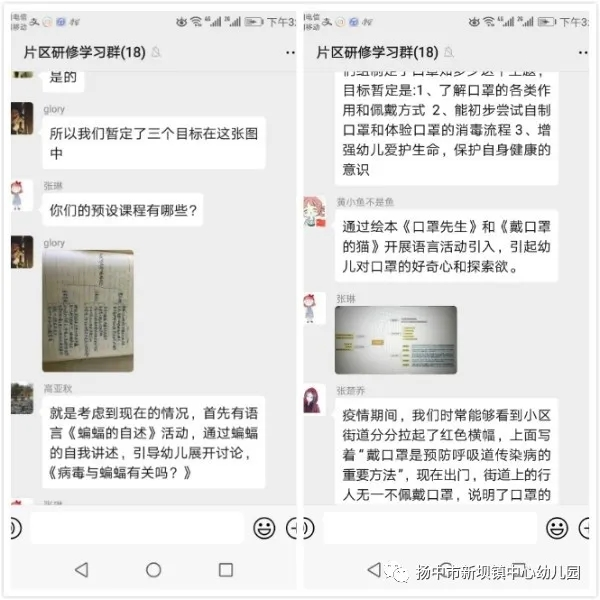 下午3:
片区研修学习群(18)
是的
glory
所以我们暂定了三个目标在这张图
中
张琳
你们的预设课程有哪些？
glory
高亚秋
就是考虑到现在的情况，首先有语
言《蝙蝠的自述》活动，通过蝙蝠
的自我讲述，引导幼儿展开讨论，
《病毒与蝙蝠有关吗？》
下午3:
片区研修学习群(18)
们组制定了口罩知多少这个主题，
目标暂定是:1、了解口罩的各类作
用和佩戴方式 2、能初步尝试自制
口罩和体验口罩的消毒流程 3、增
强幼儿爱护生命，保护自身健康的
意识
黄小鱼不是鱼
通过绘本《口罩先生》和《戴口罩
的猫》开展语言活动引入，引起幼
儿对口罩的好奇心和探索欲。
张琳
张楚乔
疫情期间，我们时常能够看到小区
街道分分拉起了红色横幅，上面写
着“戴口罩是预防呼吸道传染病的
重要方法”，现在出门，街道上的行
人无一不佩戴口罩，说明了口罩的
扬中市新坝镇中心幼儿园